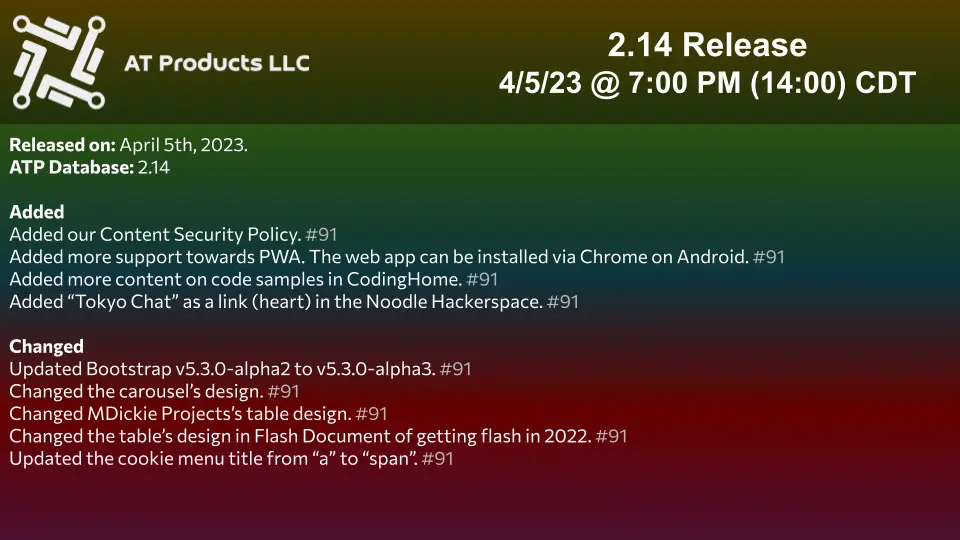 AT Products LLC
2.14 Release
4/5/23 @ 7:00 PM (14:00) CDT
Released on: April 5th, 2023.
ATP Database: 2.14
Added
Added our Content Security Policy. #91
Added more support towards PWA. The web app can be installed via Chrome on Android. #91
Added more content on code samples in CodingHome. #91
Added “Tokyo Chat” as a link (heart) in the Noodle Hackerspace. #91
Changed
Updated Bootstrap v5.3.0-alpha2 to v5.3.0-alpha3. #91
Changed the carousel’s design. #91
Changed MDickie Projects’s table design. #91
Changed the table’s design in Flash Document of getting flash in 2022. #91
Updated the cookie menu title from “a” to “span”. #91